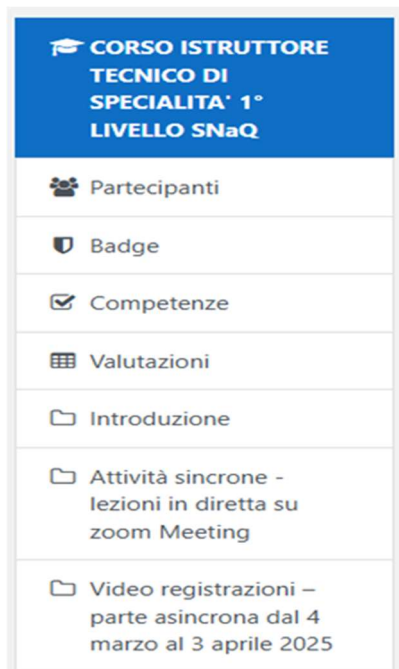 CORSO ISTRUTTORE
TECNICO DI
SPECIALITA' 1°
LIVELLO SNaQ
Partecipanti
Badge
Competenze
Valutazioni
Introduzione
Attività sincrone -
lezioni in diretta su
zoom Meeting
Video registrazioni –
parte asincrona dal 4
marzo al 3 aprile 2025